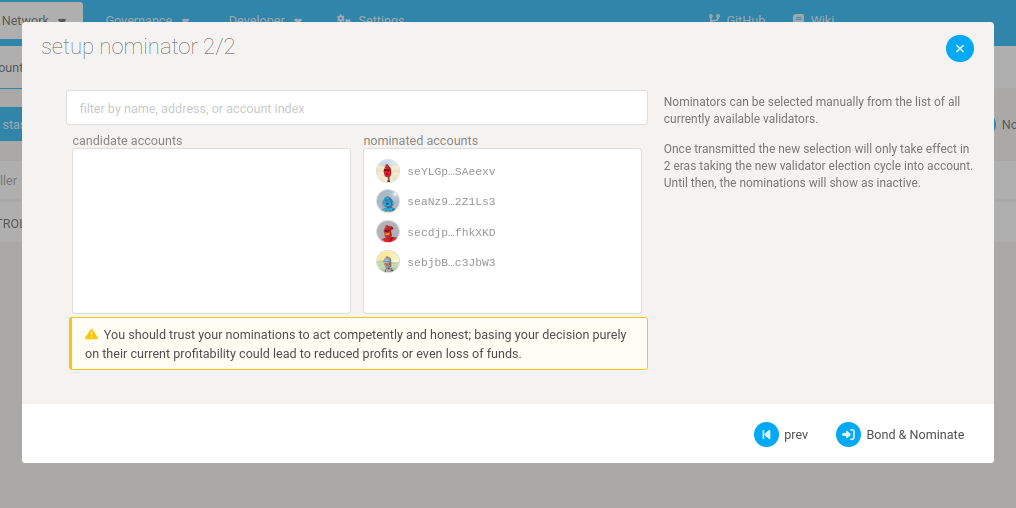 Network Governance Developer Settings GitHub Wiki
setup nominator 2/2
filter by name, address, or account index
candidate accounts
nominated accounts
seYLGp…SAeexv
seaNz9…2Z1Ls3
secdjp…fhkXKD
sebjbB…c3JbW3
You should trust your nominations to act competently and honest; basing your decision purely
on their current profitability could lead to reduced profits or even loss of funds.
Nominators can be selected manually from the list of all
currently available validators.
Once transmitted the new selection will only take effect in
2 eras taking the new validator election cycle into account.
Until then, the nominations will show as inactive.
prev
Bond & Nominate